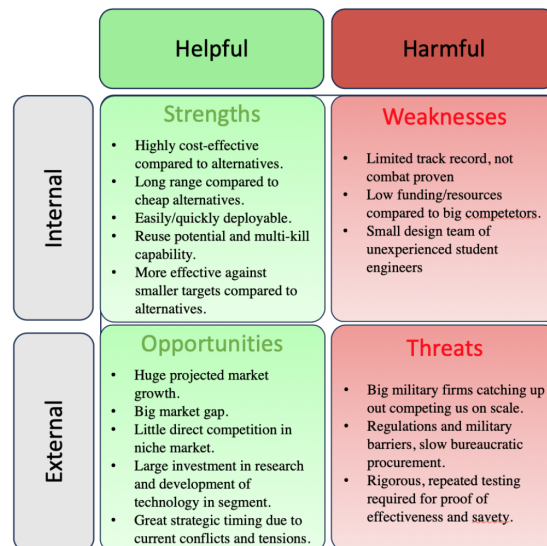 Helpful
Harmful
Internal
Strengths
• Highly cost-effective
compared to alternatives.
• Long range compared to
cheap alternatives.
• Easily/quickly deployable.
• Reuse potential and multi-kill
capability.
• More effective against
smaller targets compared to
alternatives.
Weaknesses
• Limited track record, not
combat proven
• Low funding/resources
compared to big competetors.
• Small design team of
unexperienced student
engineers
External
Opportunities
• Huge projected market
growth.
• Big market gap.
• Little direct competition in
niche market.
• Large investment in research
and development of
technology in segment.
• Great strategic timing due to
current conflicts and tensions.
Threats
• Big military firms catching up
out competing us on scale.
• Regulations and military
barriers, slow bureaucratic
procurement.
• Rigorous, repeated testing
required for proof of
effectiveness and savety.